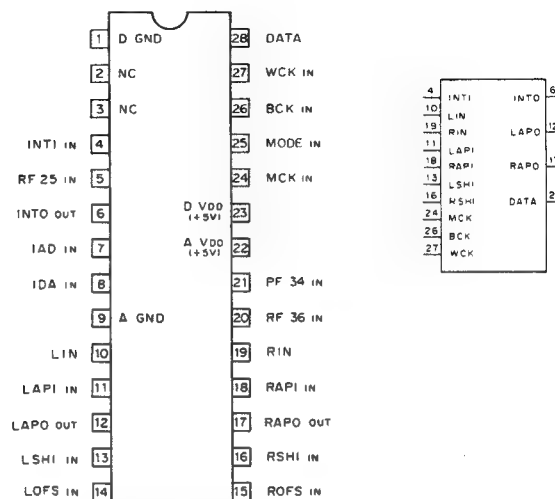 1 D GND 28 DATA
2 NC 27 WCK IN
3 NC 26 BCK IN
INTI IN 4 25 MODE IN
RF 25 IN 5 24 MCK IN
INTO OUT 6 D VDD (+5V) 23
IAD IN 7 A VDD (+5V) 22
IDA IN 8 21 PF 34 IN
9 A GND 20 RF 36 IN
LIN 10 19 RIN
LAPI IN 11 18 RAPI IN
LAPO OUT 12 17 RAPO OUT
LSHI IN 13 16 RSHI IN
LOFS IN 14 15 ROFS IN
4 INTI INTO 6
10 LIN
19 RIN LAPO
11 LAPI
18 RAPI RAPO
13 LSHI
16 RSHI DATA
24 MCK
26 BCK
27 WCK